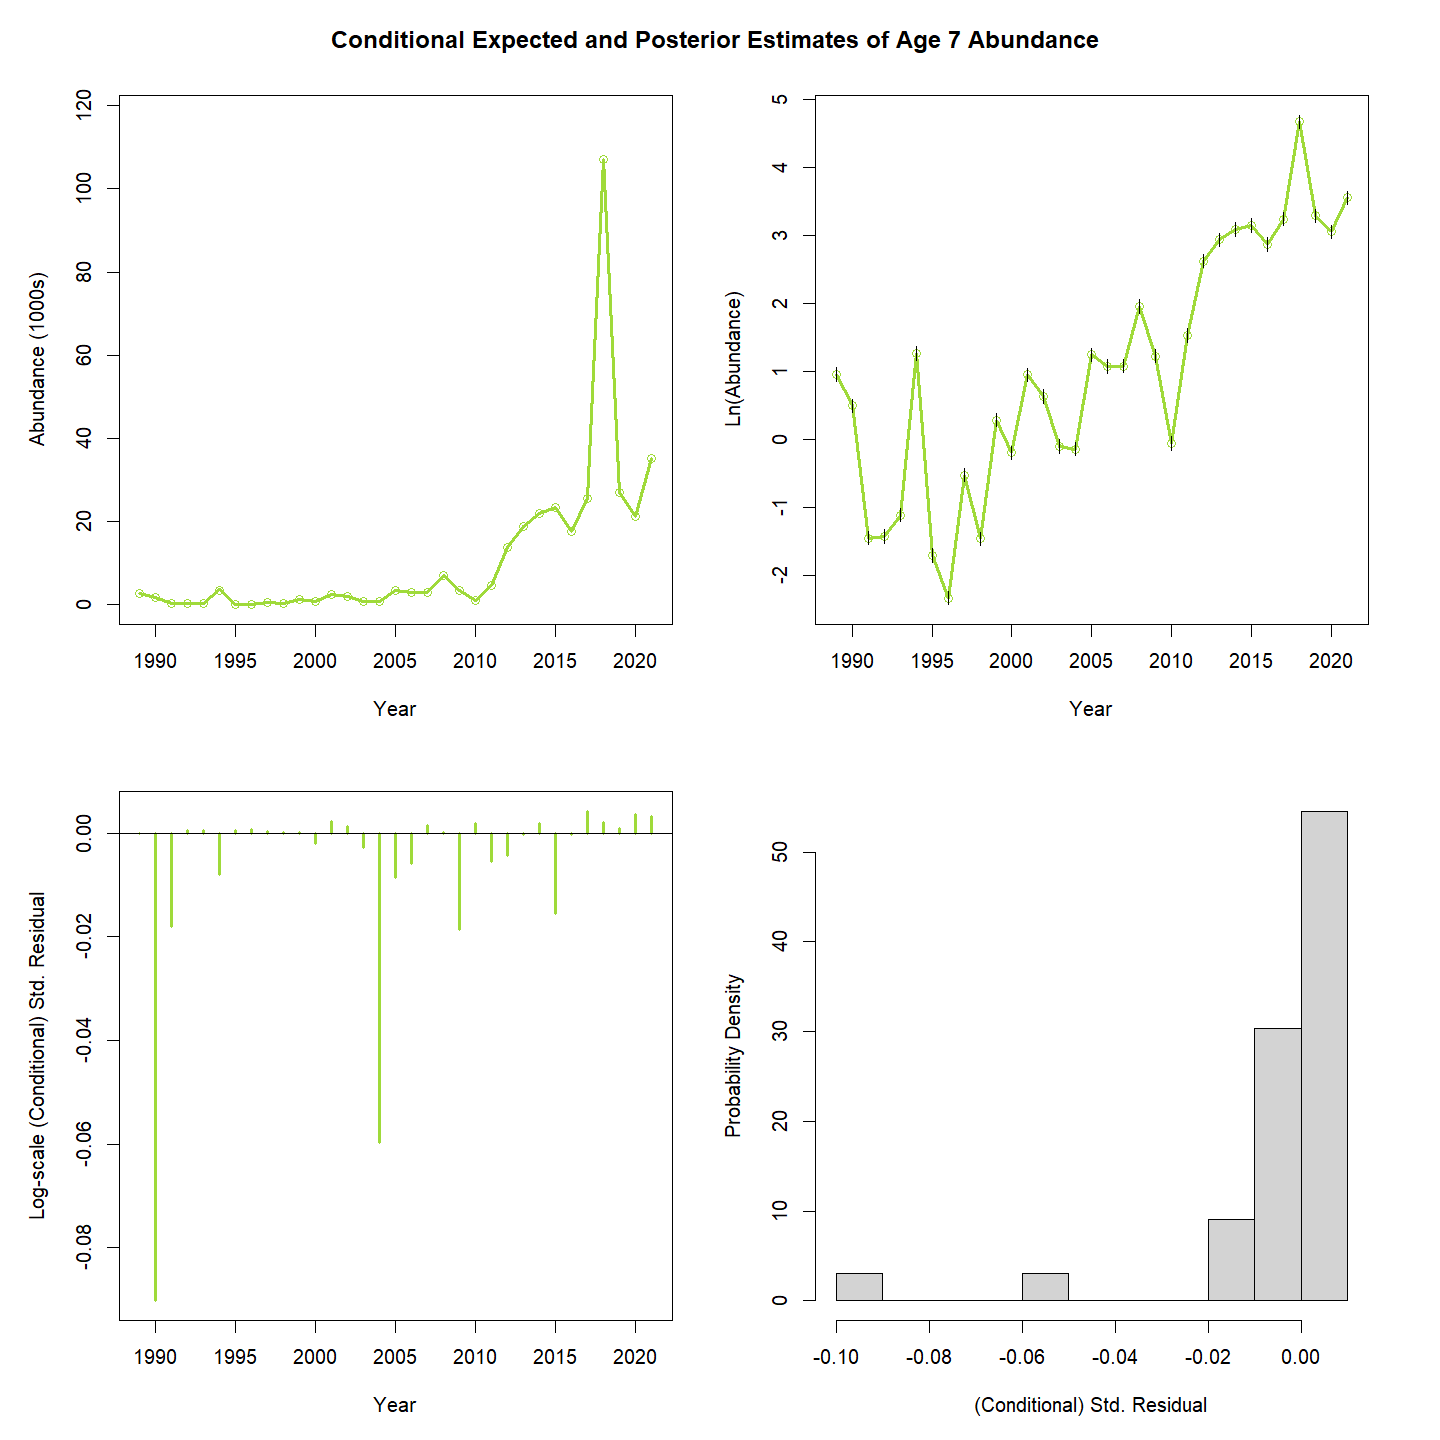 Conditional Expected and Posterior Estimates of Age 7 Abundance
Abundance (1000s)
0 20 40 60 80 100 120
1990 1995 2000 2005 2010 2015 2020
Year
Ln(Abundance)
-2 -1 0 1 2 3 4 5
1990 1995 2000 2005 2010 2015 2020
Year
Log-scale (Conditional) Std. Residual
-0.08 -0.06 -0.04 -0.02 0.00
1990 1995 2000 2005 2010 2015 2020
Year
Probability Density
0 10 20 30 40 50
-0.10 -0.08 -0.06 -0.04 -0.02 0.00
(Conditional) Std. Residual